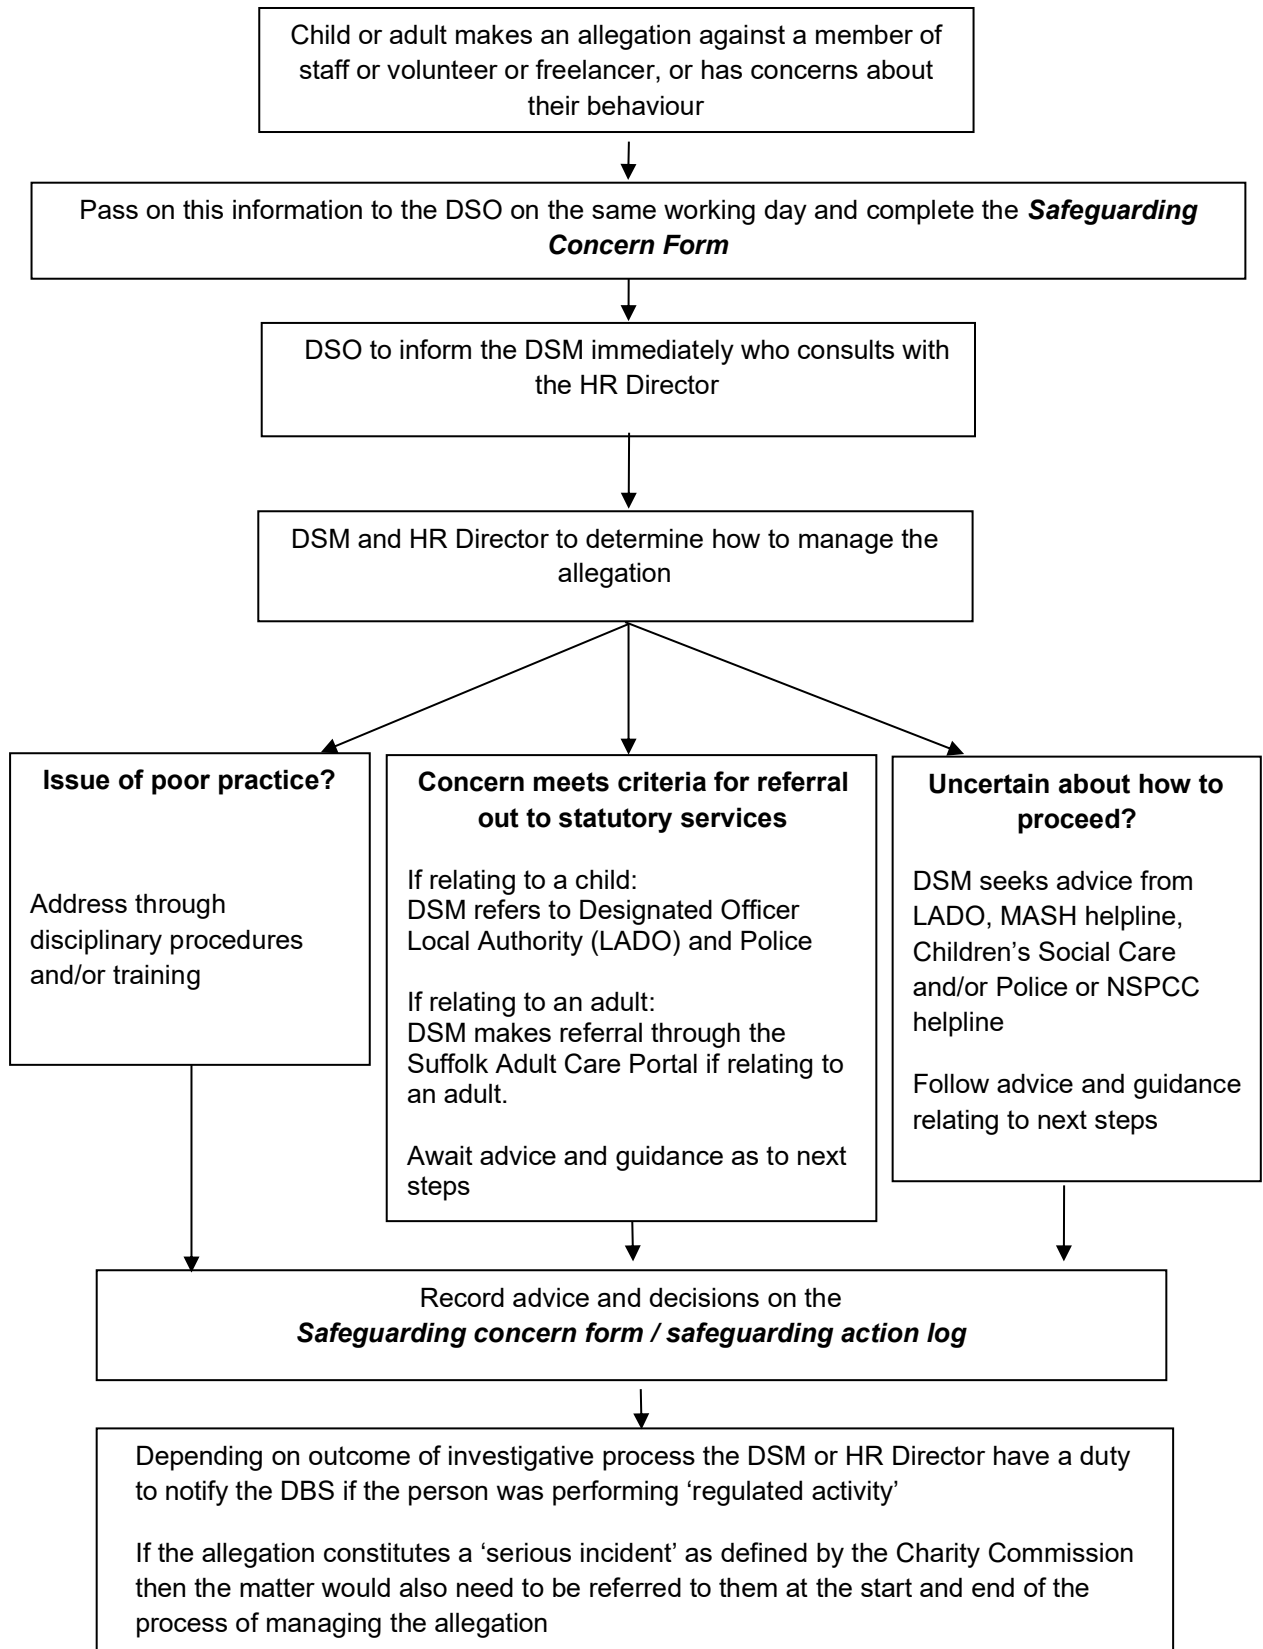 Child or adult makes an allegation against a member of
staff or volunteer or freelancer, or has concerns about
their behaviour
Pass on this information to the DSO on the same working day and complete the Safeguarding
Concern Form
DSO to inform the DSM immediately who consults with
the HR Director
DSM and HR Director to determine how to manage the
allegation
Issue of poor practice?
Address through
disciplinary procedures
and/or training
Concern meets criteria for referral
out to statutory services
If relating to a child:
DSM refers to Designated Officer
Local Authority (LADO) and Police
If relating to an adult:
DSM makes referral through the
Suffolk Adult Care Portal if relating to
an adult.
Await advice and guidance as to next
steps
Uncertain about how to
proceed?
DSM seeks advice from
LADO, MASH helpline,
Children’s Social Care
and/or Police or NSPCC
helpline
Follow advice and guidance
relating to next steps
Record advice and decisions on the
Safeguarding concern form / safeguarding action log
Depending on outcome of investigative process the DSM or HR Director have a duty
to notify the DBS if the person was performing ‘regulated activity’
If the allegation constitutes a ‘serious incident’ as defined by the Charity Commission
then the matter would also need to be referred to them at the start and end of the
process of managing the allegation